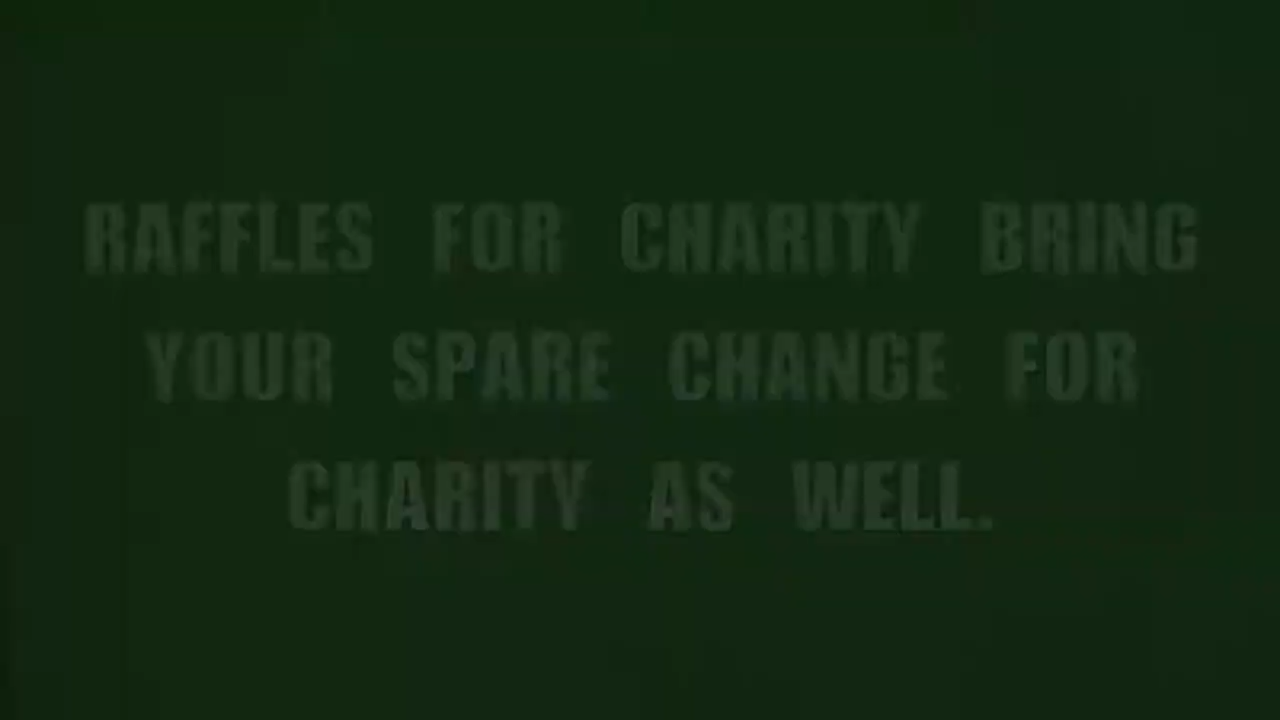 RAFFLES FOR CHARITY BRING
YOUR SPARE CHANGE FOR
CHARITY AS WELL.